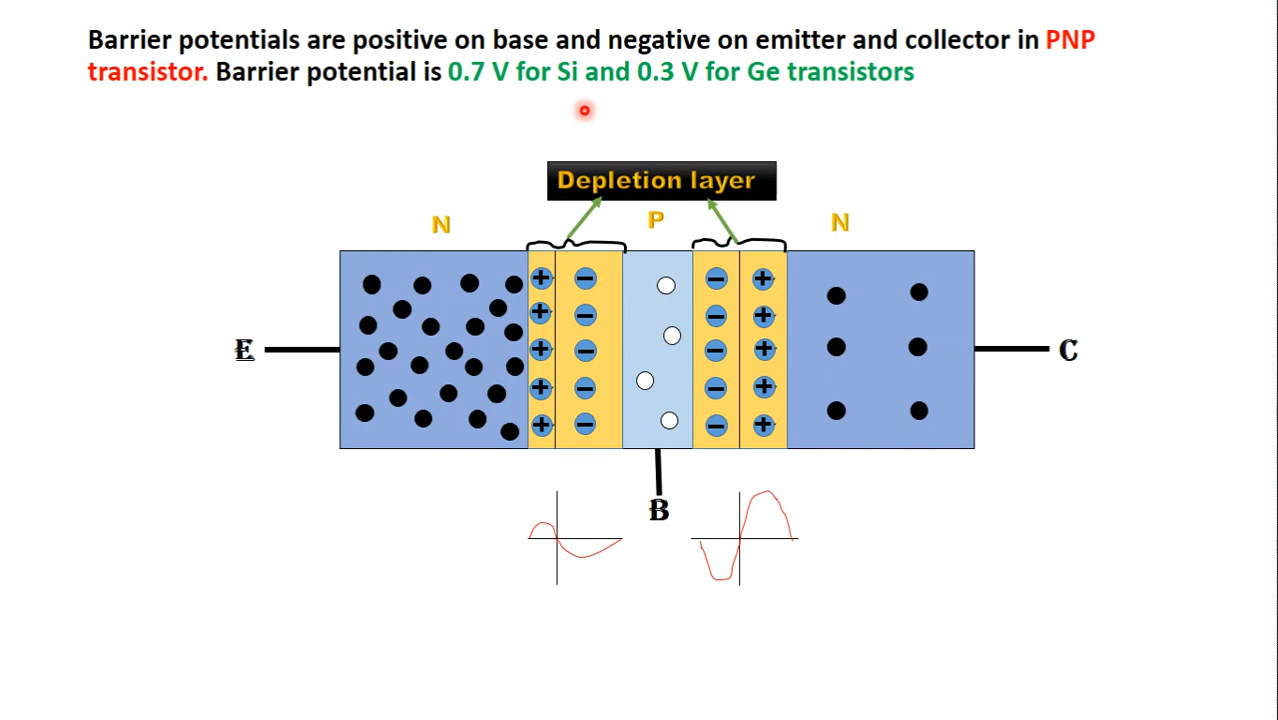 Barrier potentials are positive on base and negative on emitter and collector in PNP
transistor. Barrier potential is 0.7 V for Si and 0.3 V for Ge transistors
Depletion layer
N
P
N
+ − − +
+ − − +
+ − − +
+ − − +
+ − − +
E
C
B